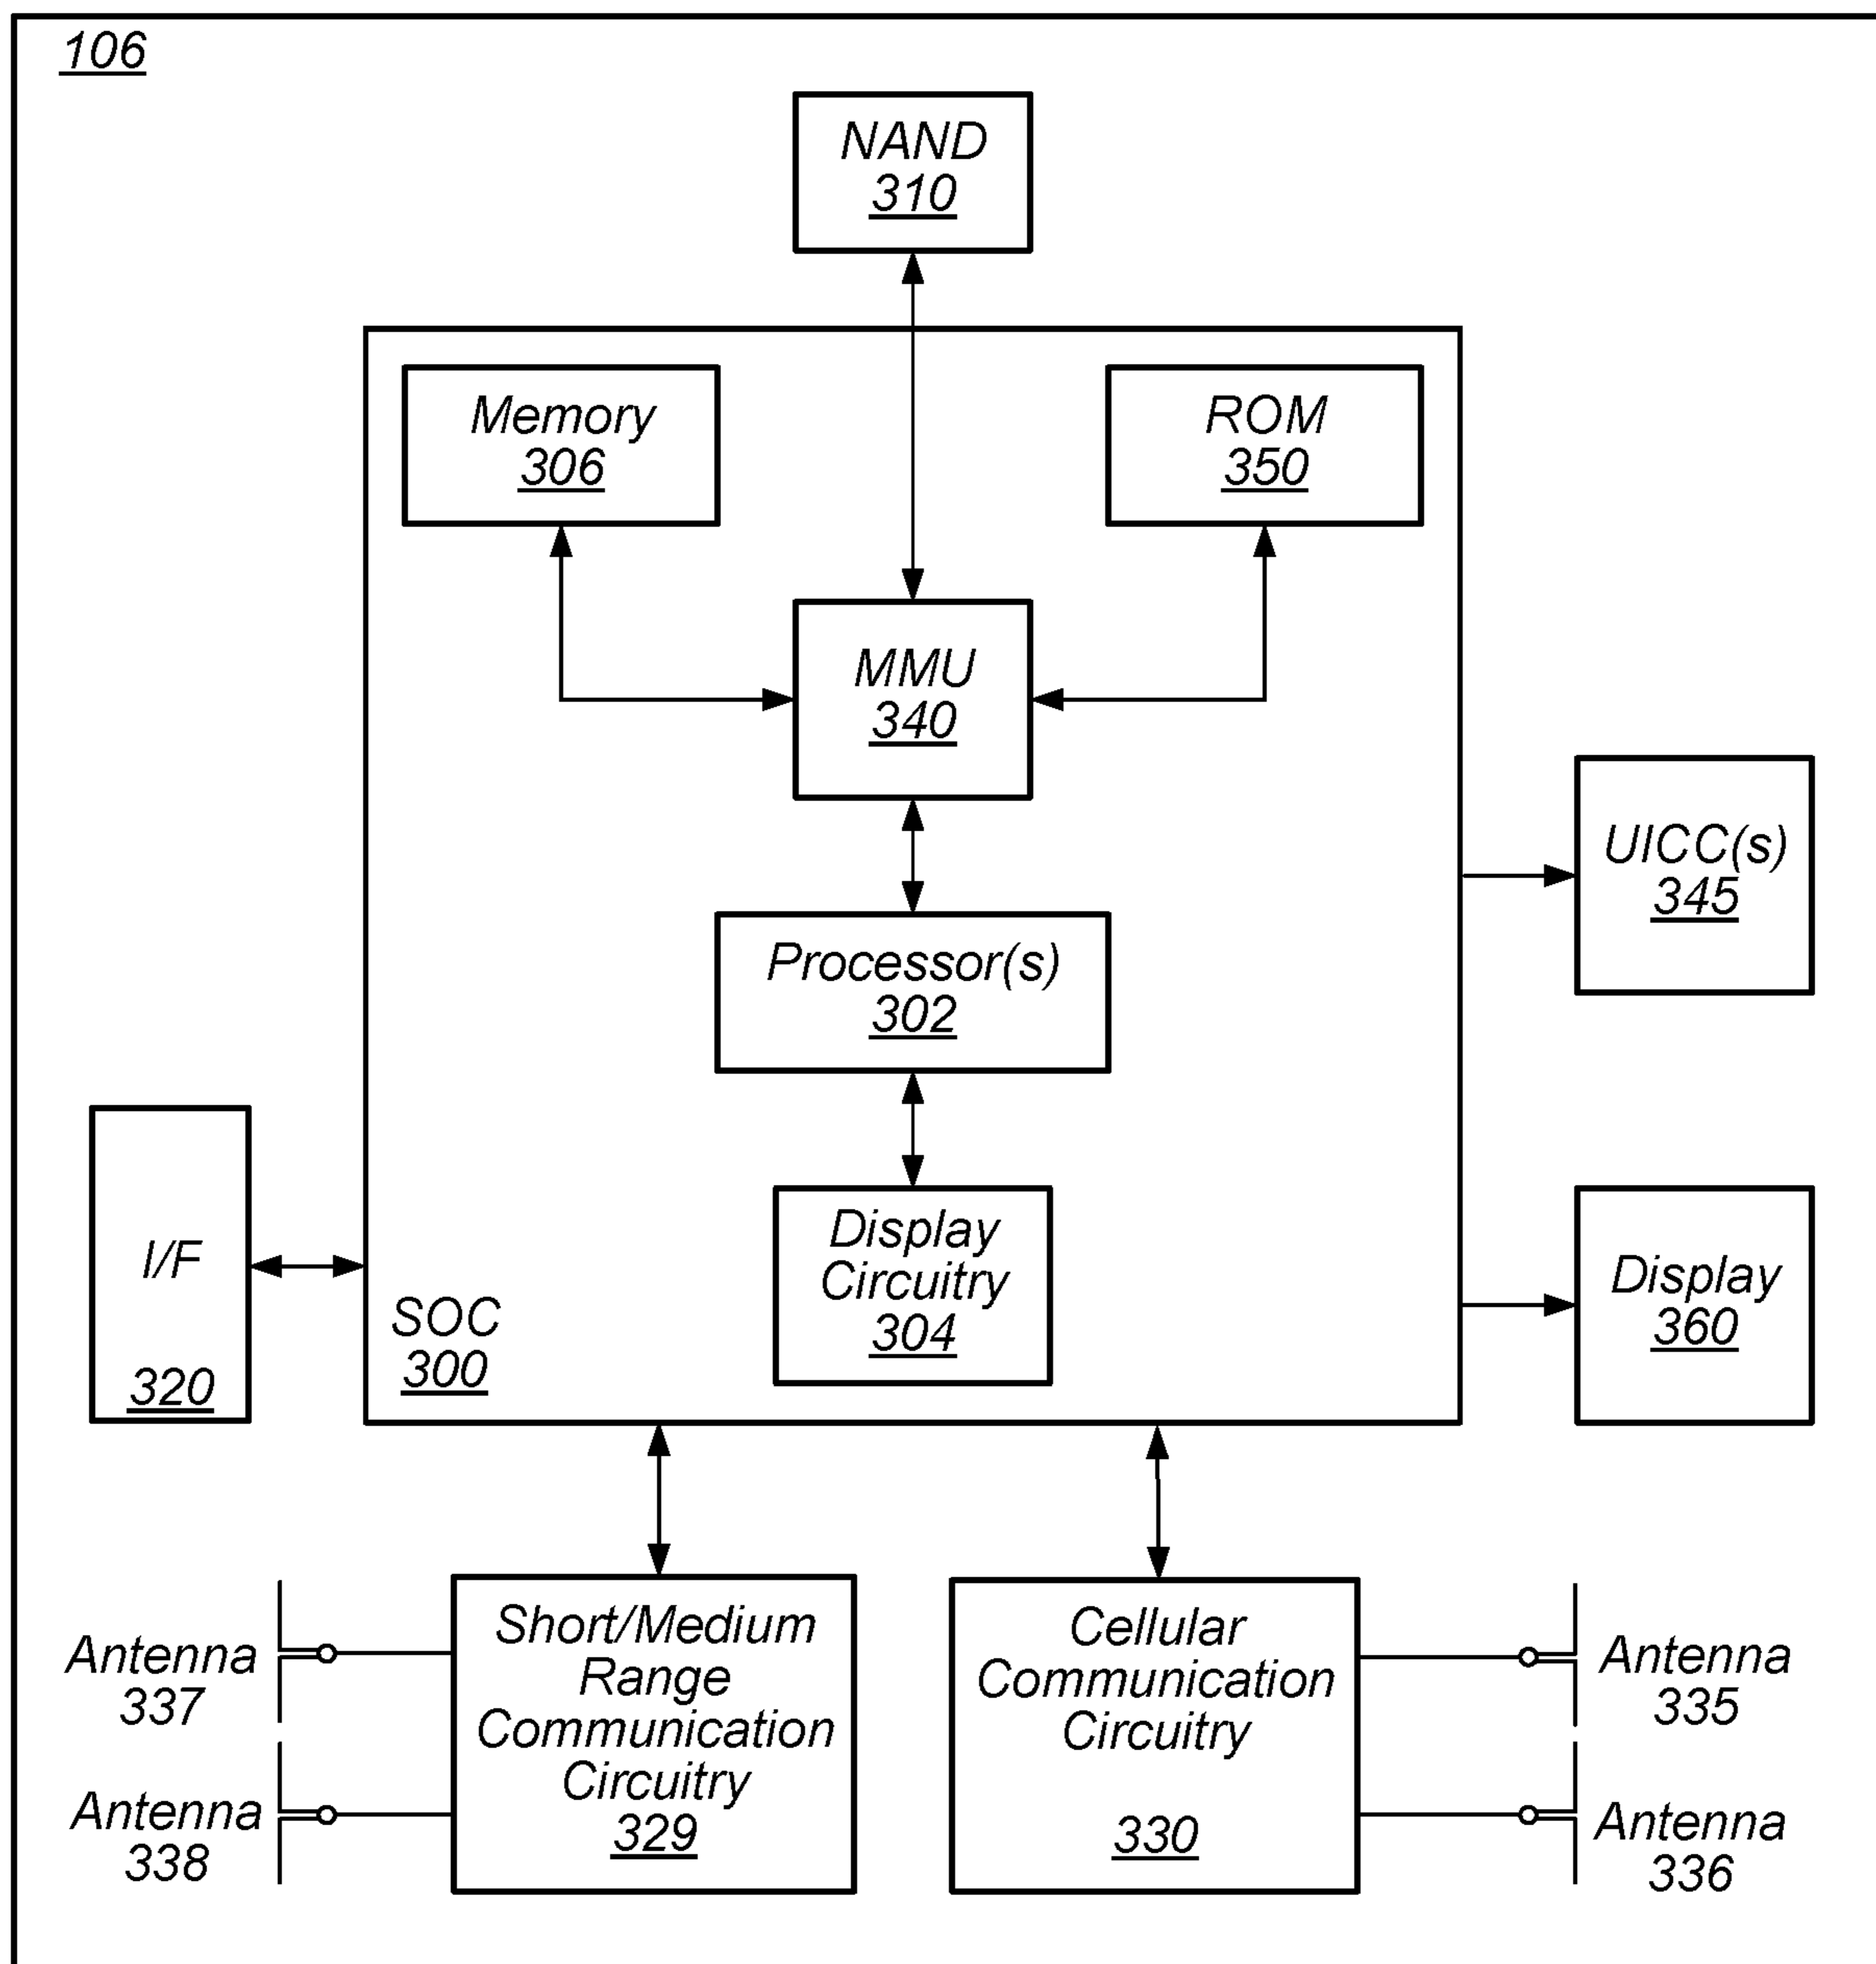 106
NAND
310
Memory
306
ROM
350
MMU
340
UICC(s)
345
Processor(s)
302
I/F
320
Display
Circuitry
304
SOC
300
Display
360
Short/Medium
Range
Communication
Circuitry
329
Cellular
Communication
Circuitry
330
Antenna
337
Antenna
338
Antenna
335
Antenna
336